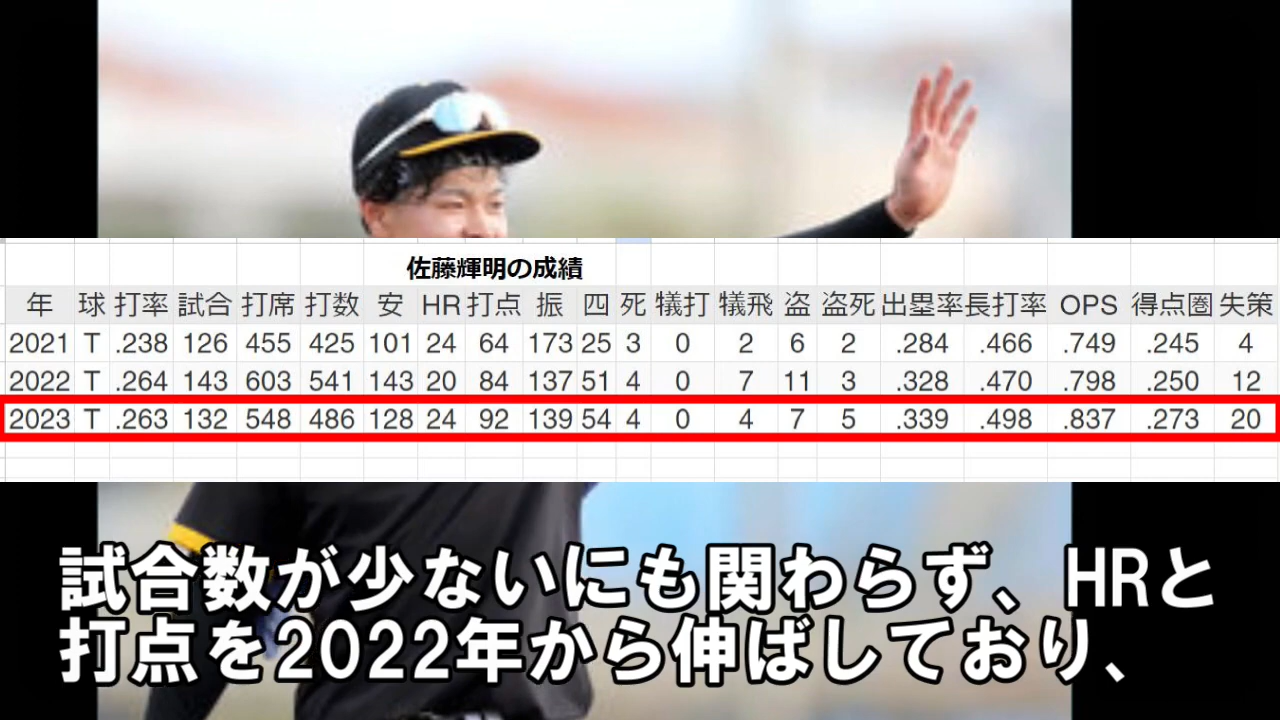 佐藤輝明の成績
年 球 打率 試合 打席 打数 安 HR 打点 振 四 死 犠打 犠飛 盗 盗死 出塁率 長打率 OPS 得点圏 失策
2021 T .238 126 455 425 101 24 64 173 25 3 0 2 6 2 .284 .466 .749 .245 4
2022 T .264 143 603 541 143 20 84 137 51 4 0 7 11 3 .328 .470 .798 .250 12
2023 T .263 132 548 486 128 24 92 139 54 4 0 4 7 5 .339 .498 .837 .273 20
試合数が少ないにも関わらず、HRと
打点を2022年から伸ばしており、